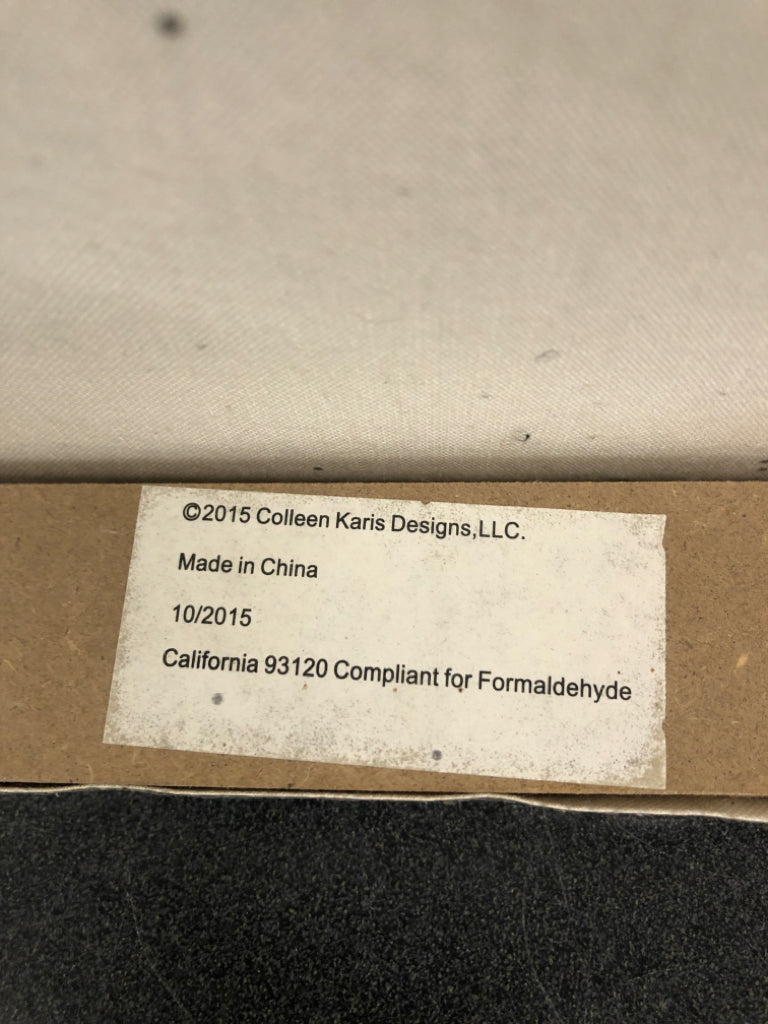 ©2015 Colleen Karis Designs,LLC.
Made in China
10/2015
California 93120 Compliant for Formaldehyde